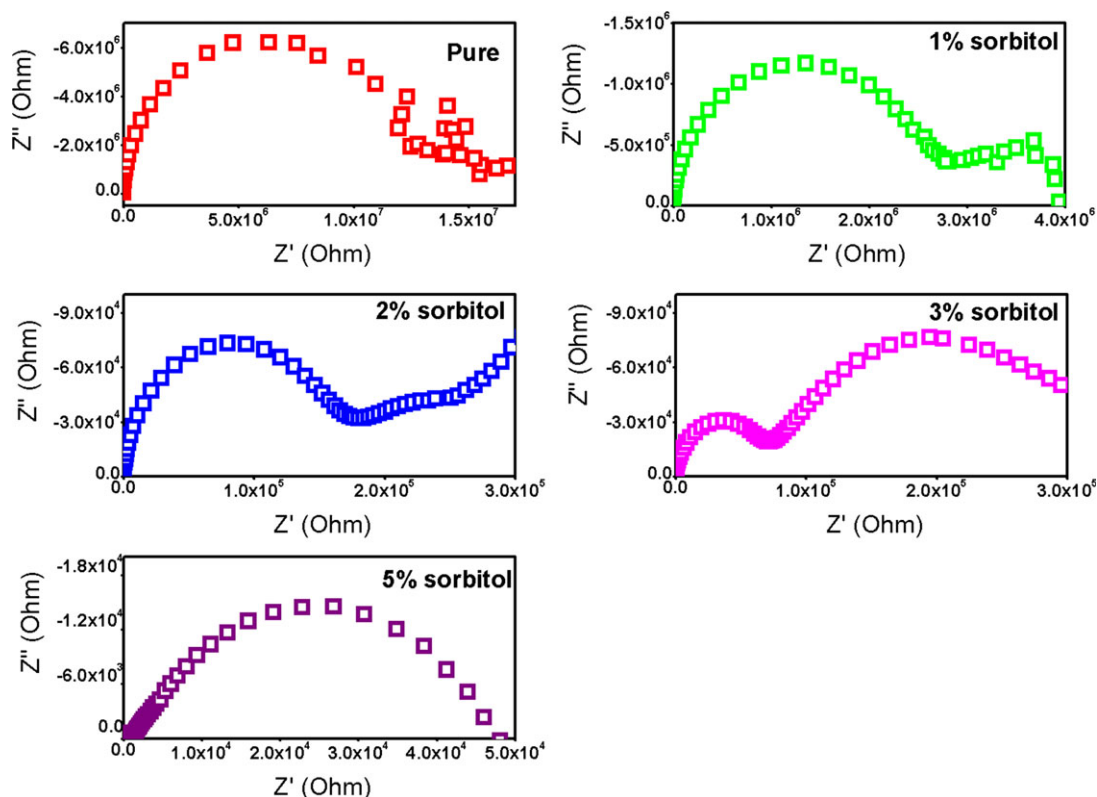 Pure
Z" (Ohm)
-6.0x10⁶
-4.0x10⁶
-2.0x10⁶
0.0
0.0
5.0x10⁶
1.0x10⁷
1.5x10⁷
Z' (Ohm)
1% sorbitol
Z" (Ohm)
-1.5x10⁶
-1.0x10⁶
-5.0x10⁵
0.0
0.0
1.0x10⁶
2.0x10⁶
3.0x10⁶
4.0x10⁶
Z' (Ohm)
2% sorbitol
Z" (Ohm)
-9.0x10⁴
-6.0x10⁴
-3.0x10⁴
0.0
0.0
1.0x10⁵
2.0x10⁵
3.0x10⁵
Z' (Ohm)
3% sorbitol
Z" (Ohm)
-9.0x10⁴
-6.0x10⁴
-3.0x10⁴
0.0
0.0
1.0x10⁵
2.0x10⁵
3.0x10⁵
Z' (Ohm)
5% sorbitol
Z" (Ohm)
-1.8x10⁴
-1.2x10⁴
-6.0x10³
0.0
0.0
1.0x10⁴
2.0x10⁴
3.0x10⁴
4.0x10⁴
5.0x10⁴
Z' (Ohm)